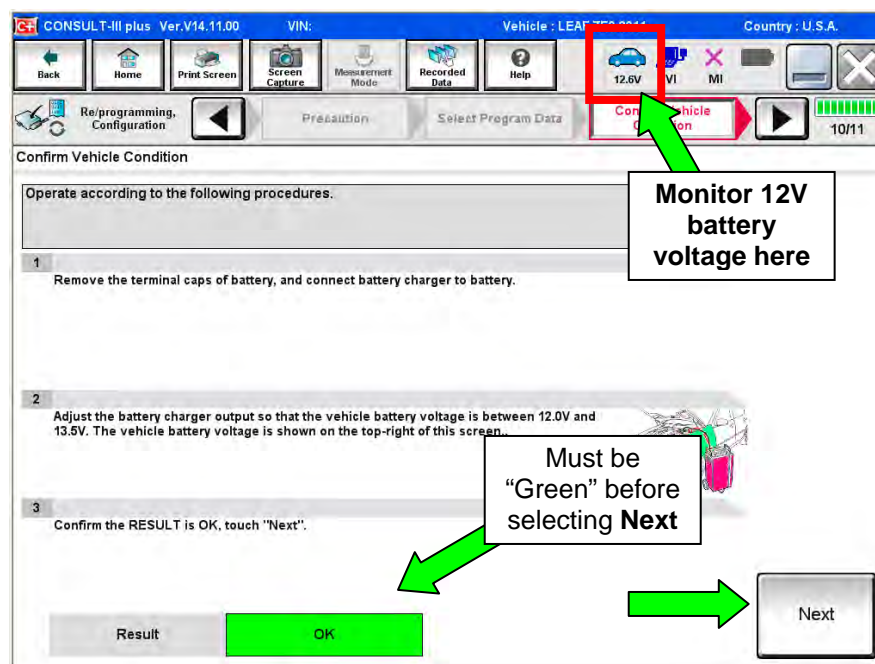 CONSULT-III plus Ver.V14.11.00 VIN: Vehicle : LEAF Country : U.S.A.
Back Home Print Screen Screen Capture Measurement Mode Recorded Data Help 12.6V VI MI
Re/programming, Configuration Precaution Select Program Data 10/11
Confirm Vehicle Condition
Operate according to the following procedures.
Monitor 12V
battery
voltage here
1
Remove the terminal caps of battery, and connect battery charger to battery.
2
Adjust the battery charger output so that the vehicle battery voltage is between 12.0V and
13.5V. The vehicle battery voltage is shown on the top-right of this screen..
Must be
“Green” before
selecting Next
3
Confirm the RESULT is OK, touch "Next".
Next
Result OK